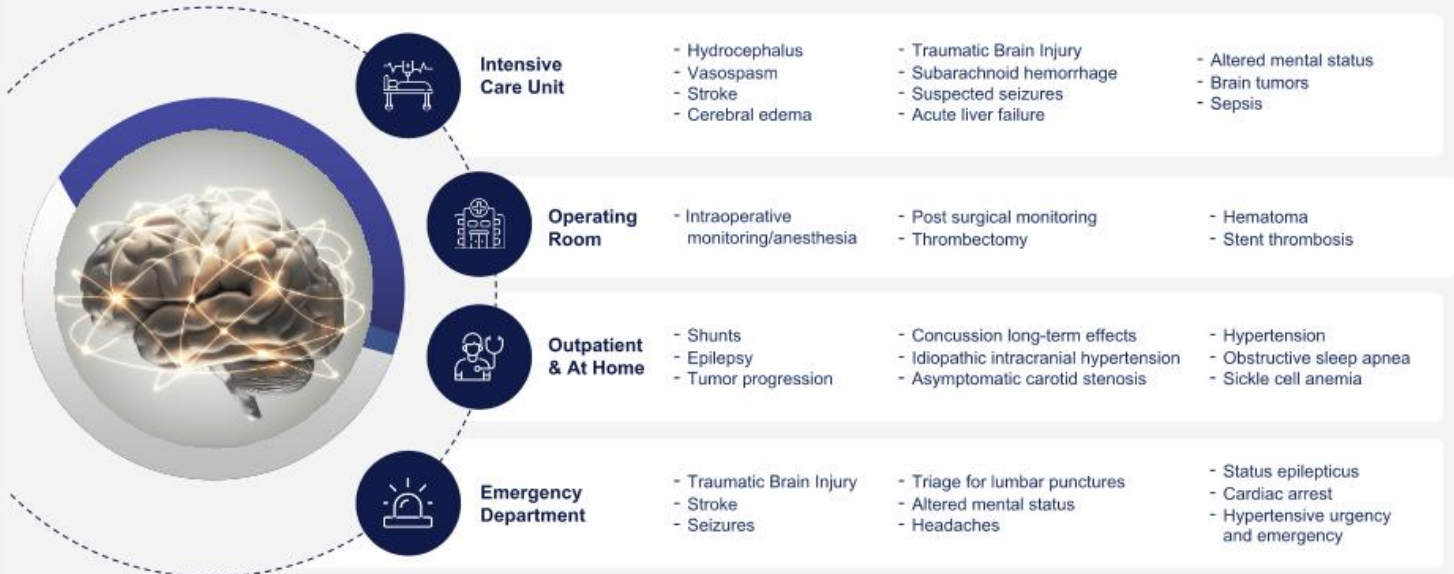 Intensive
Care Unit
- Hydrocephalus
- Vasospasm
- Stroke
- Cerebral edema
- Traumatic Brain Injury
- Subarachnoid hemorrhage
- Suspected seizures
- Acute liver failure
- Altered mental status
- Brain tumors
- Sepsis
Operating
Room
- Intraoperative
monitoring/anesthesia
- Post surgical monitoring
- Thrombectomy
- Hematoma
- Stent thrombosis
Outpatient
& At Home
- Shunts
- Epilepsy
- Tumor progression
- Concussion long-term effects
- Idiopathic intracranial hypertension
- Asymptomatic carotid stenosis
- Hypertension
- Obstructive sleep apnea
- Sickle cell anemia
Emergency
Department
- Traumatic Brain Injury
- Stroke
- Seizures
- Triage for lumbar punctures
- Altered mental status
- Headaches
- Status epilepticus
- Cardiac arrest
- Hypertensive urgency
and emergency